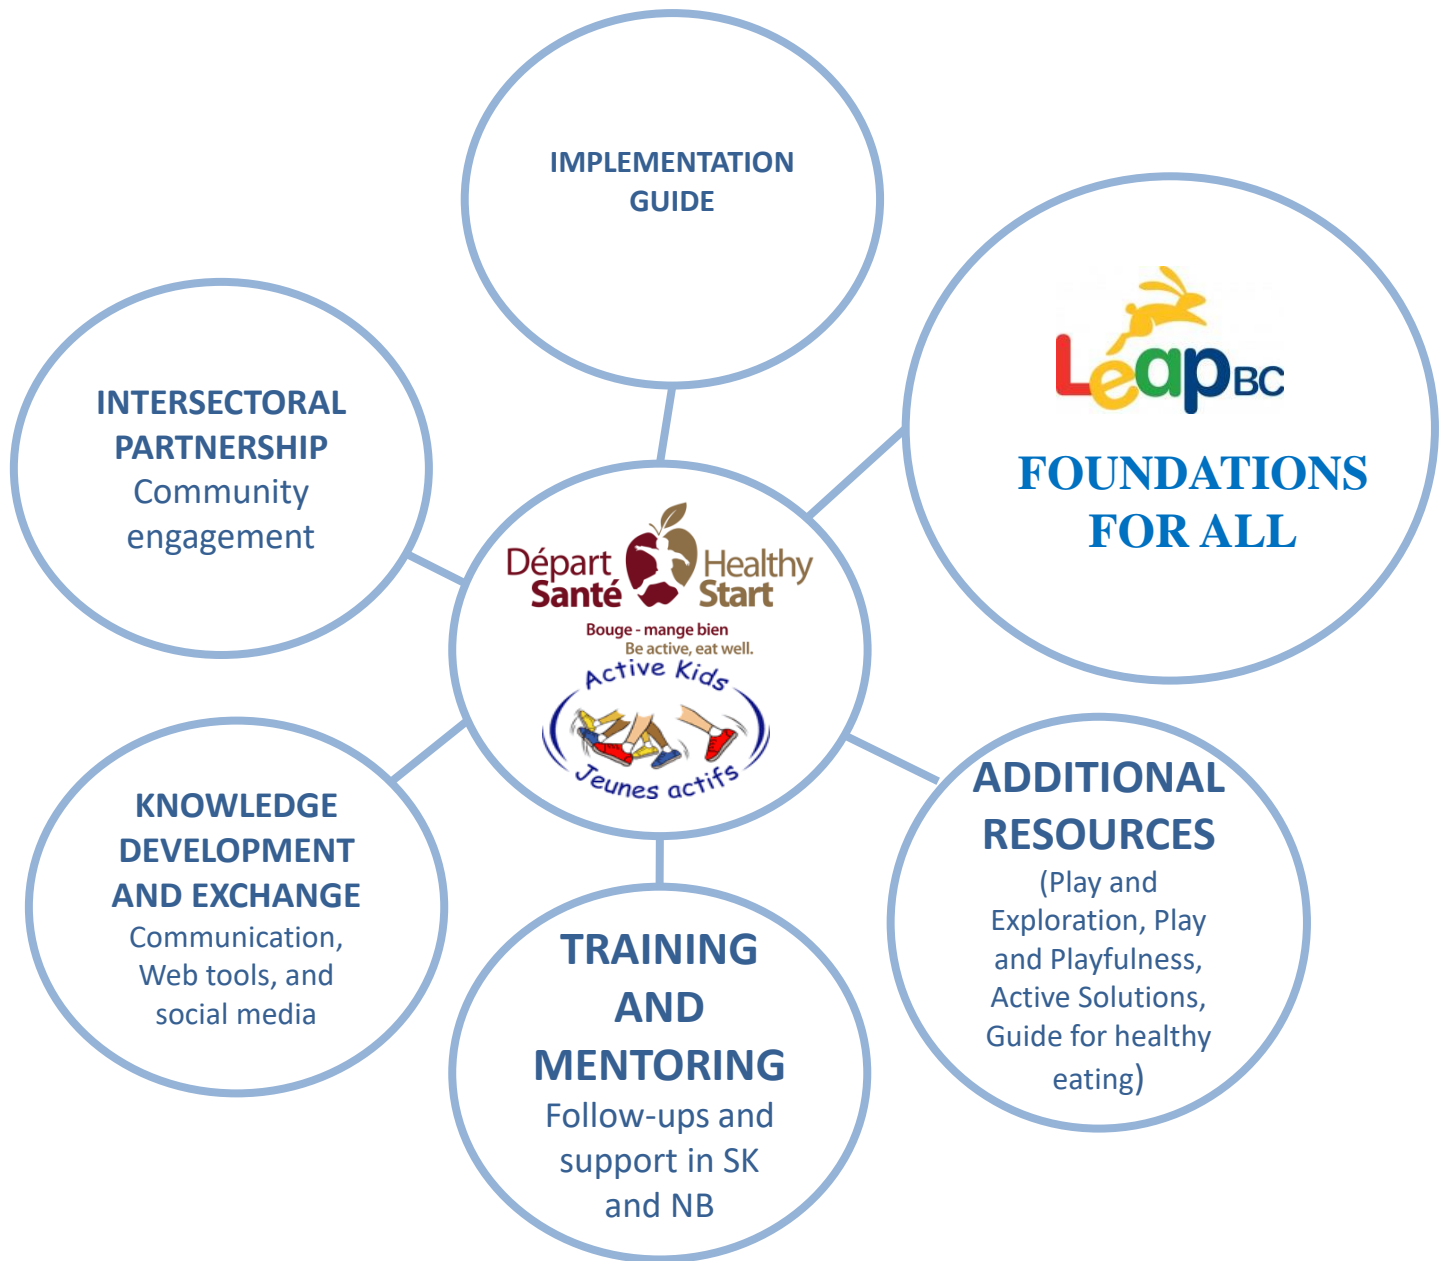 IMPLEMENTATION
GUIDE
Leap BC
FOUNDATIONS
FOR ALL
INTERSECTORAL
PARTNERSHIP
Community
engagement
Départ Healthy
Santé Start
Bouge - mange bien
Be active, eat well.
Active Kids
Jeunes actifs
KNOWLEDGE
DEVELOPMENT
AND EXCHANGE
Communication,
Web tools, and
social media
TRAINING
AND
MENTORING
Follow-ups and
support in SK
and NB
ADDITIONAL
RESOURCES
(Play and
Exploration, Play
and Playfulness,
Active Solutions,
Guide for healthy
eating)